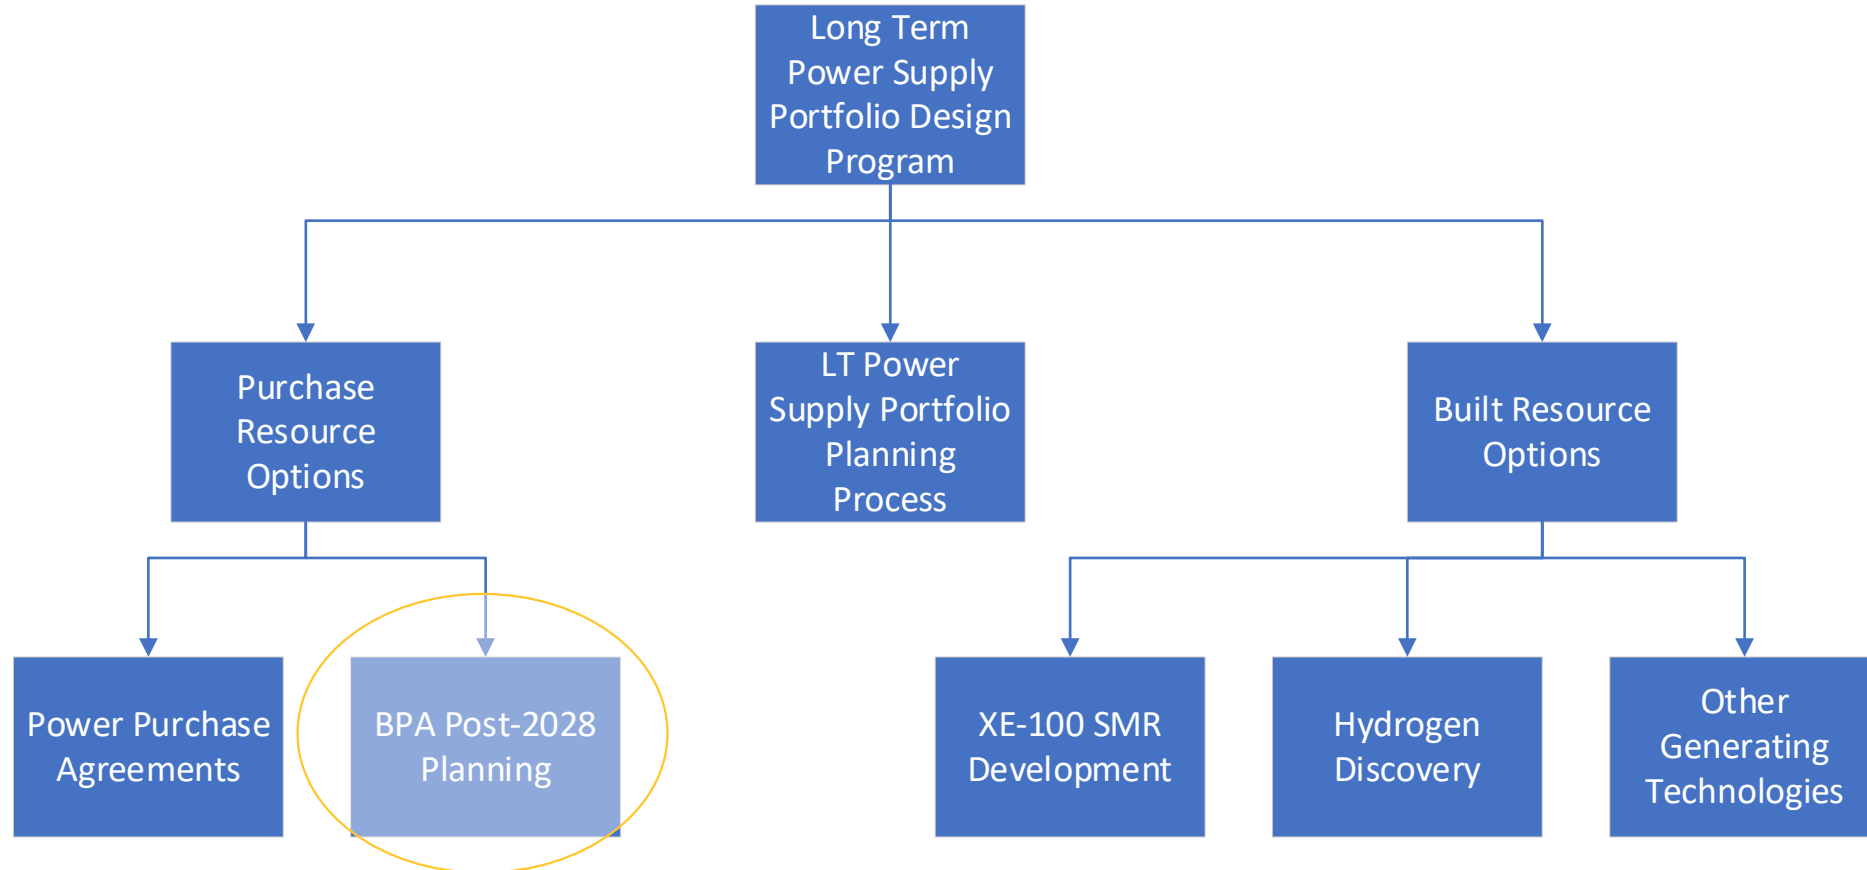 Long Term
Power Supply
Portfolio Design
Program
Purchase
Resource
Options
LT Power
Supply Portfolio
Planning
Process
Built Resource
Options
Power Purchase
Agreements
BPA Post-2028
Planning
XE-100 SMR
Development
Hydrogen
Discovery
Other
Generating
Technologies